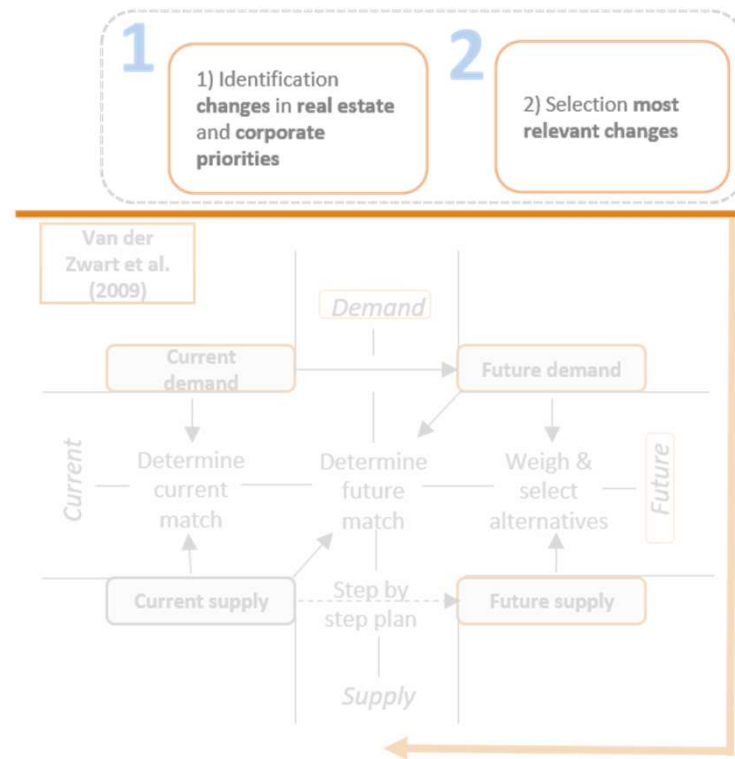 1
1) Identification
changes in real estate
and corporate
priorities
2
2) Selection most
relevant changes
Van der
Zwart et al.
(2009)
Demand
Current
demand
Future demand
Current
Determine
current
match
Determine
future
match
Weigh &
select
alternatives
Future
Current supply
Step by
step plan
Future supply
Supply